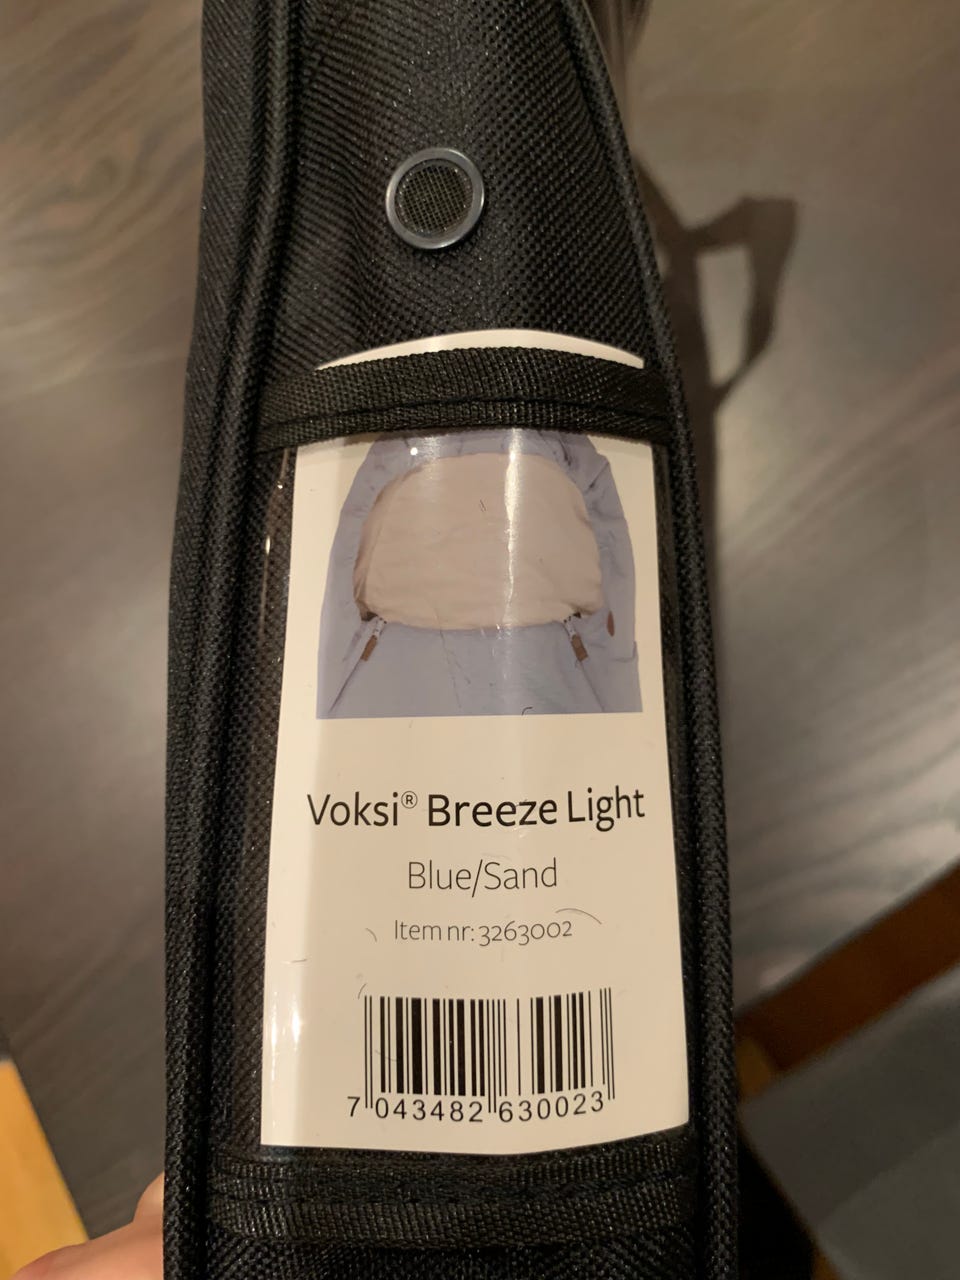 Voksi® Breeze Light
Blue/Sand
Item nr: 3263002
7 043482 630023